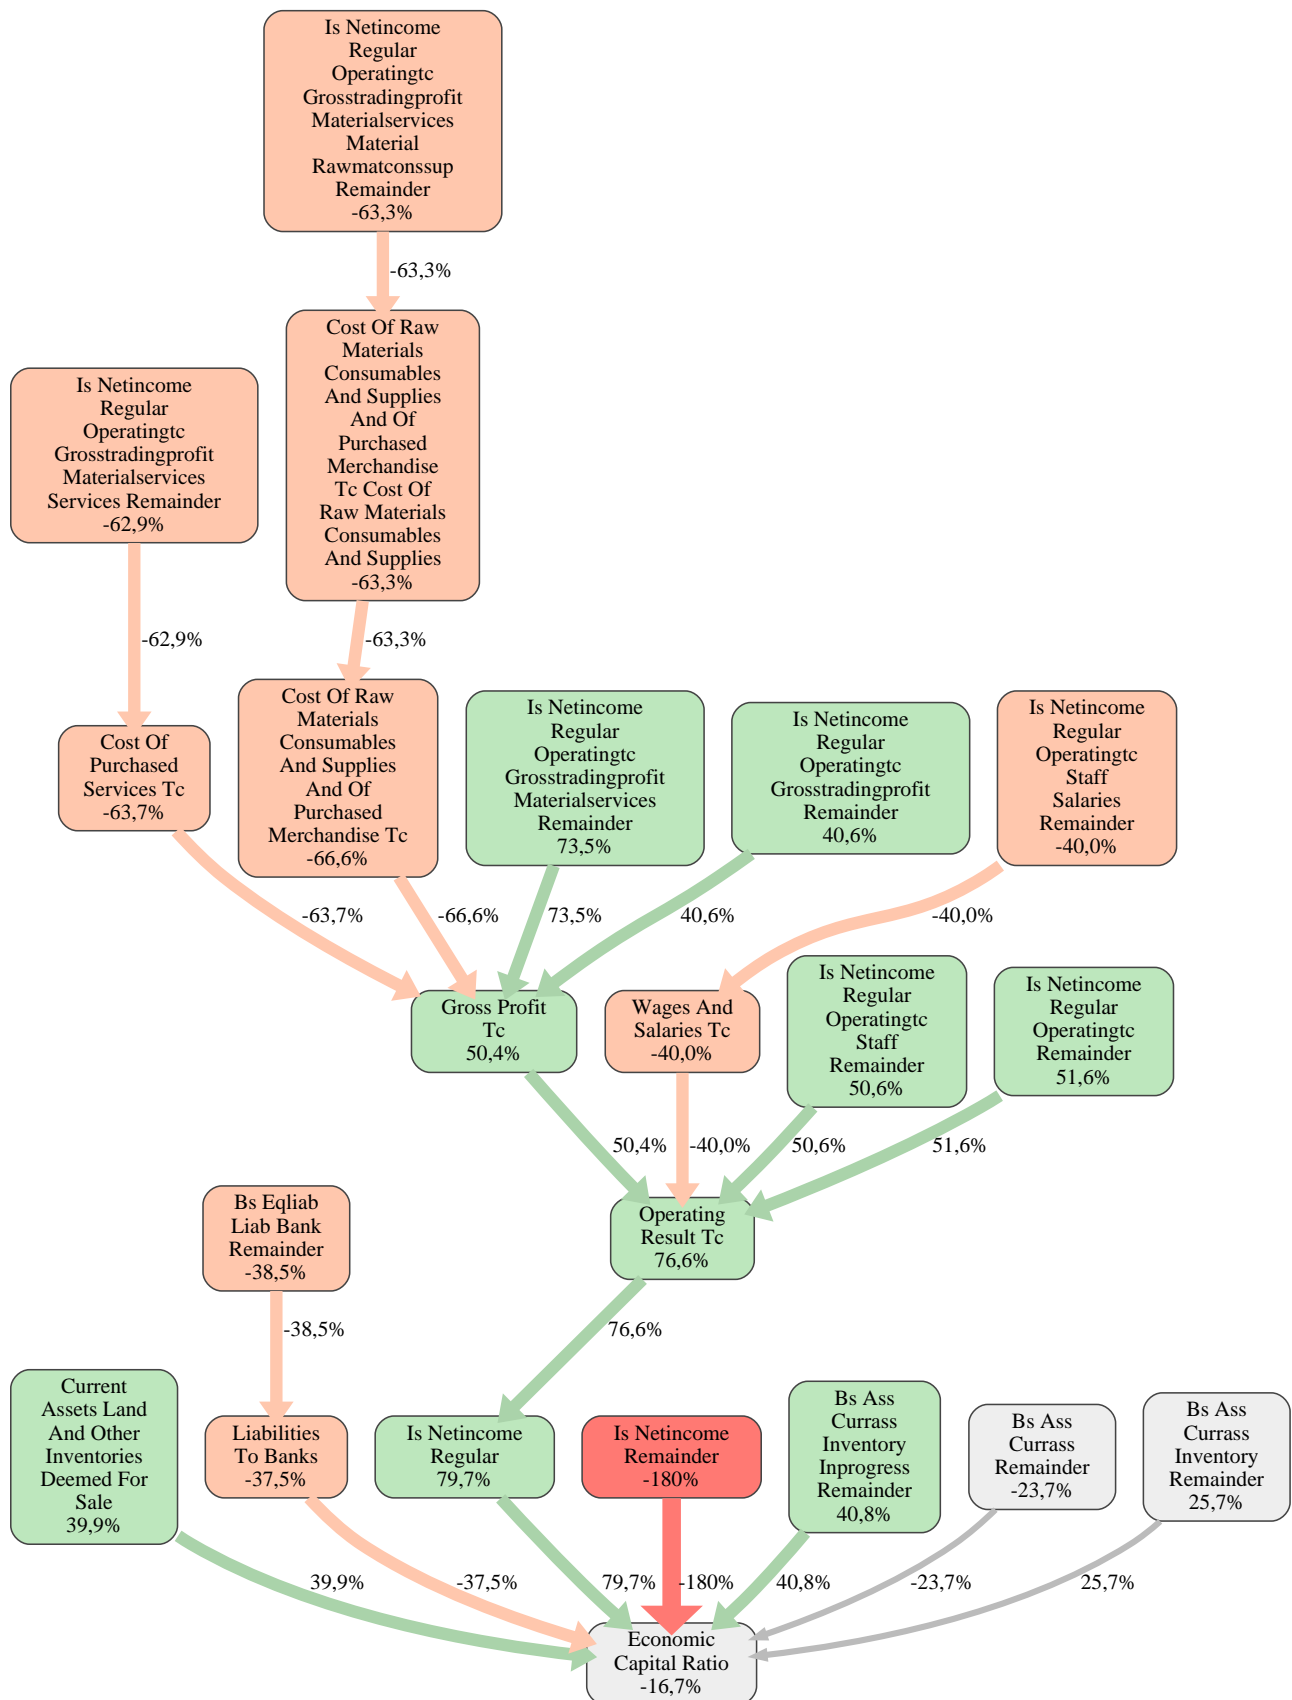 Is Netincome
Regular
Operatingtc
Grosstradingprofit
Materialservices
Material
Rawmatconssup
Remainder
-63,3%
-63,3%
Cost Of Raw
Materials
Consumables
And Supplies
And Of
Purchased
Merchandise
Tc Cost Of
Raw Materials
Consumables
And Supplies
-63,3%
Is Netincome
Regular
Operatingtc
Grosstradingprofit
Materialservices
Services Remainder
-62,9%
-62,9%
-63,3%
Cost Of
Purchased
Services Tc
-63,7%
Cost Of Raw
Materials
Consumables
And Supplies
And Of
Purchased
Merchandise Tc
-66,6%
Is Netincome
Regular
Operatingtc
Grosstradingprofit
Materialservices
Remainder
73,5%
Is Netincome
Regular
Operatingtc
Grosstradingprofit
Remainder
40,6%
Is Netincome
Regular
Operatingtc
Staff
Salaries
Remainder
-40,0%
-63,7%
-66,6%
73,5%
40,6%
-40,0%
Gross Profit
Tc
50,4%
Wages And
Salaries Tc
-40,0%
Is Netincome
Regular
Operatingtc
Staff
Remainder
50,6%
Is Netincome
Regular
Operatingtc
Remainder
51,6%
50,4%
-40,0%
50,6%
51,6%
Bs Eqliab
Liab Bank
Remainder
-38,5%
Operating
Result Tc
76,6%
-38,5%
76,6%
Current
Assets Land
And Other
Inventories
Deemed For
Sale
39,9%
Liabilities
To Banks
-37,5%
Is Netincome
Regular
79,7%
Is Netincome
Remainder
-180%
Bs Ass
Currass
Inventory
Inprogress
Remainder
40,8%
Bs Ass
Currass
Remainder
-23,7%
Bs Ass
Currass
Inventory
Remainder
25,7%
39,9%
-37,5%
79,7%
-180%
40,8%
-23,7%
25,7%
Economic
Capital Ratio
-16,7%